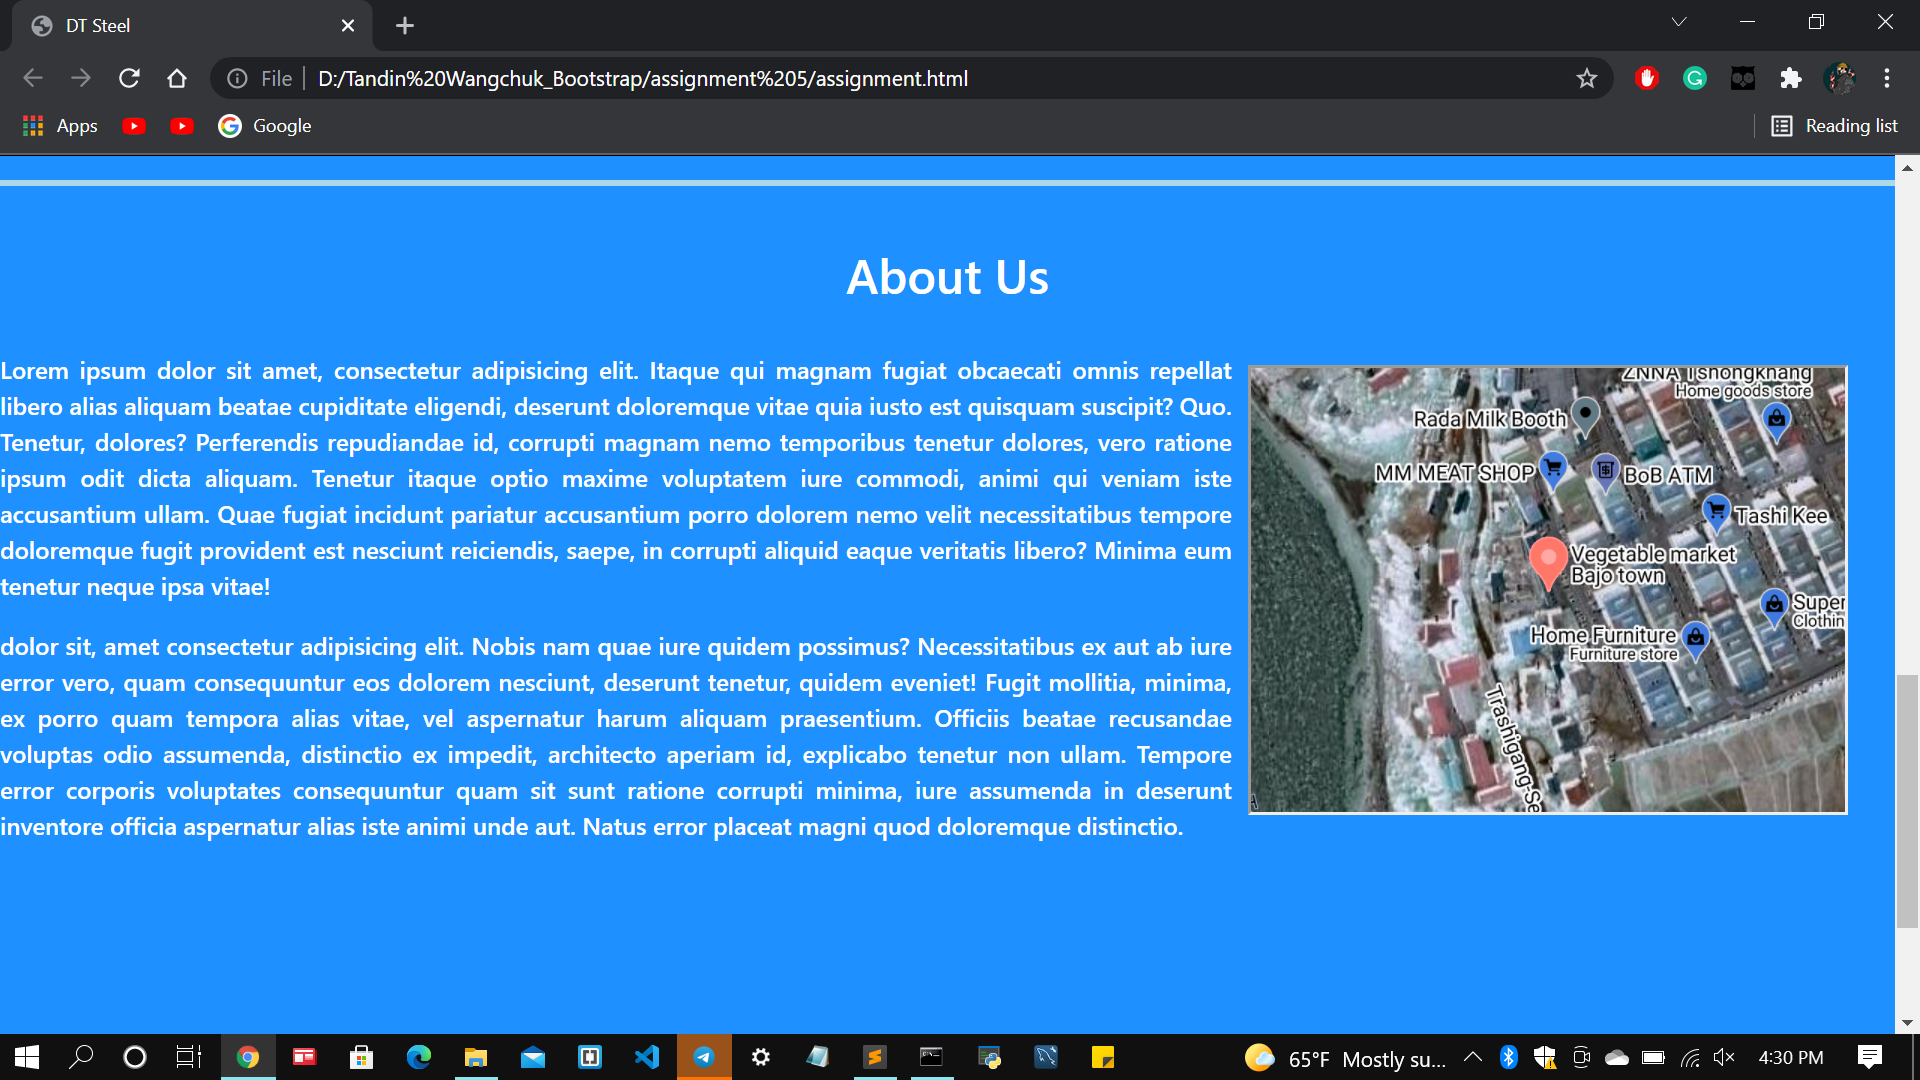 DT Steel
File
D:/Tandin%20Wangchuk_Bootstrap/assignment%205/assignment.html
Apps
Google
Reading list
About Us
Lorem ipsum dolor sit amet, consectetur adipisicing elit. Itaque qui magnam fugiat obcaecati omnis repellat
libero alias aliquam beatae cupiditate eligendi, deserunt doloremque vitae quia iusto est quisquam suscipit? Quo.
Tenetur, dolores? Perferendis repudiandae id, corrupti magnam nemo temporibus tenetur dolores, vero ratione
ipsum odit dicta aliquam. Tenetur itaque optio maxime voluptatem iure commodi, animi qui veniam iste
accusantium ullam. Quae fugiat incidunt pariatur accusantium porro dolorem nemo velit necessitatibus tempore
doloremque fugit provident est nesciunt reiciendis, saepe, in corrupti aliquid eaque veritatis libero? Minima eum
tenetur neque ipsa vitae!
dolor sit, amet consectetur adipisicing elit. Nobis nam quae iure quidem possimus? Necessitatibus ex aut ab iure
error vero, quam consequuntur eos dolorem nesciunt, deserunt tenetur, quidem eveniet! Fugit mollitia, minima,
ex porro quam tempora alias vitae, vel aspernatur harum aliquam praesentium. Officiis beatae recusandae
voluptas odio assumenda, distinctio ex impedit, architecto aperiam id, explicabo tenetur non ullam. Tempore
error corporis voluptates consequuntur quam sit sunt ratione corrupti minima, iure assumenda in deserunt
inventore officia aspernatur alias iste animi unde aut. Natus error placeat magni quod doloremque distinctio.
ZNNA Tshongkhang
Home goods store
Rada Milk Booth
MM MEAT SHOP
BoB ATM
Tashi Kee
Vegetable market
Bajo town
Super
Clothin
Home Furniture
Furniture store
Trashigang-Se
65°F Mostly su...
4:30 PM